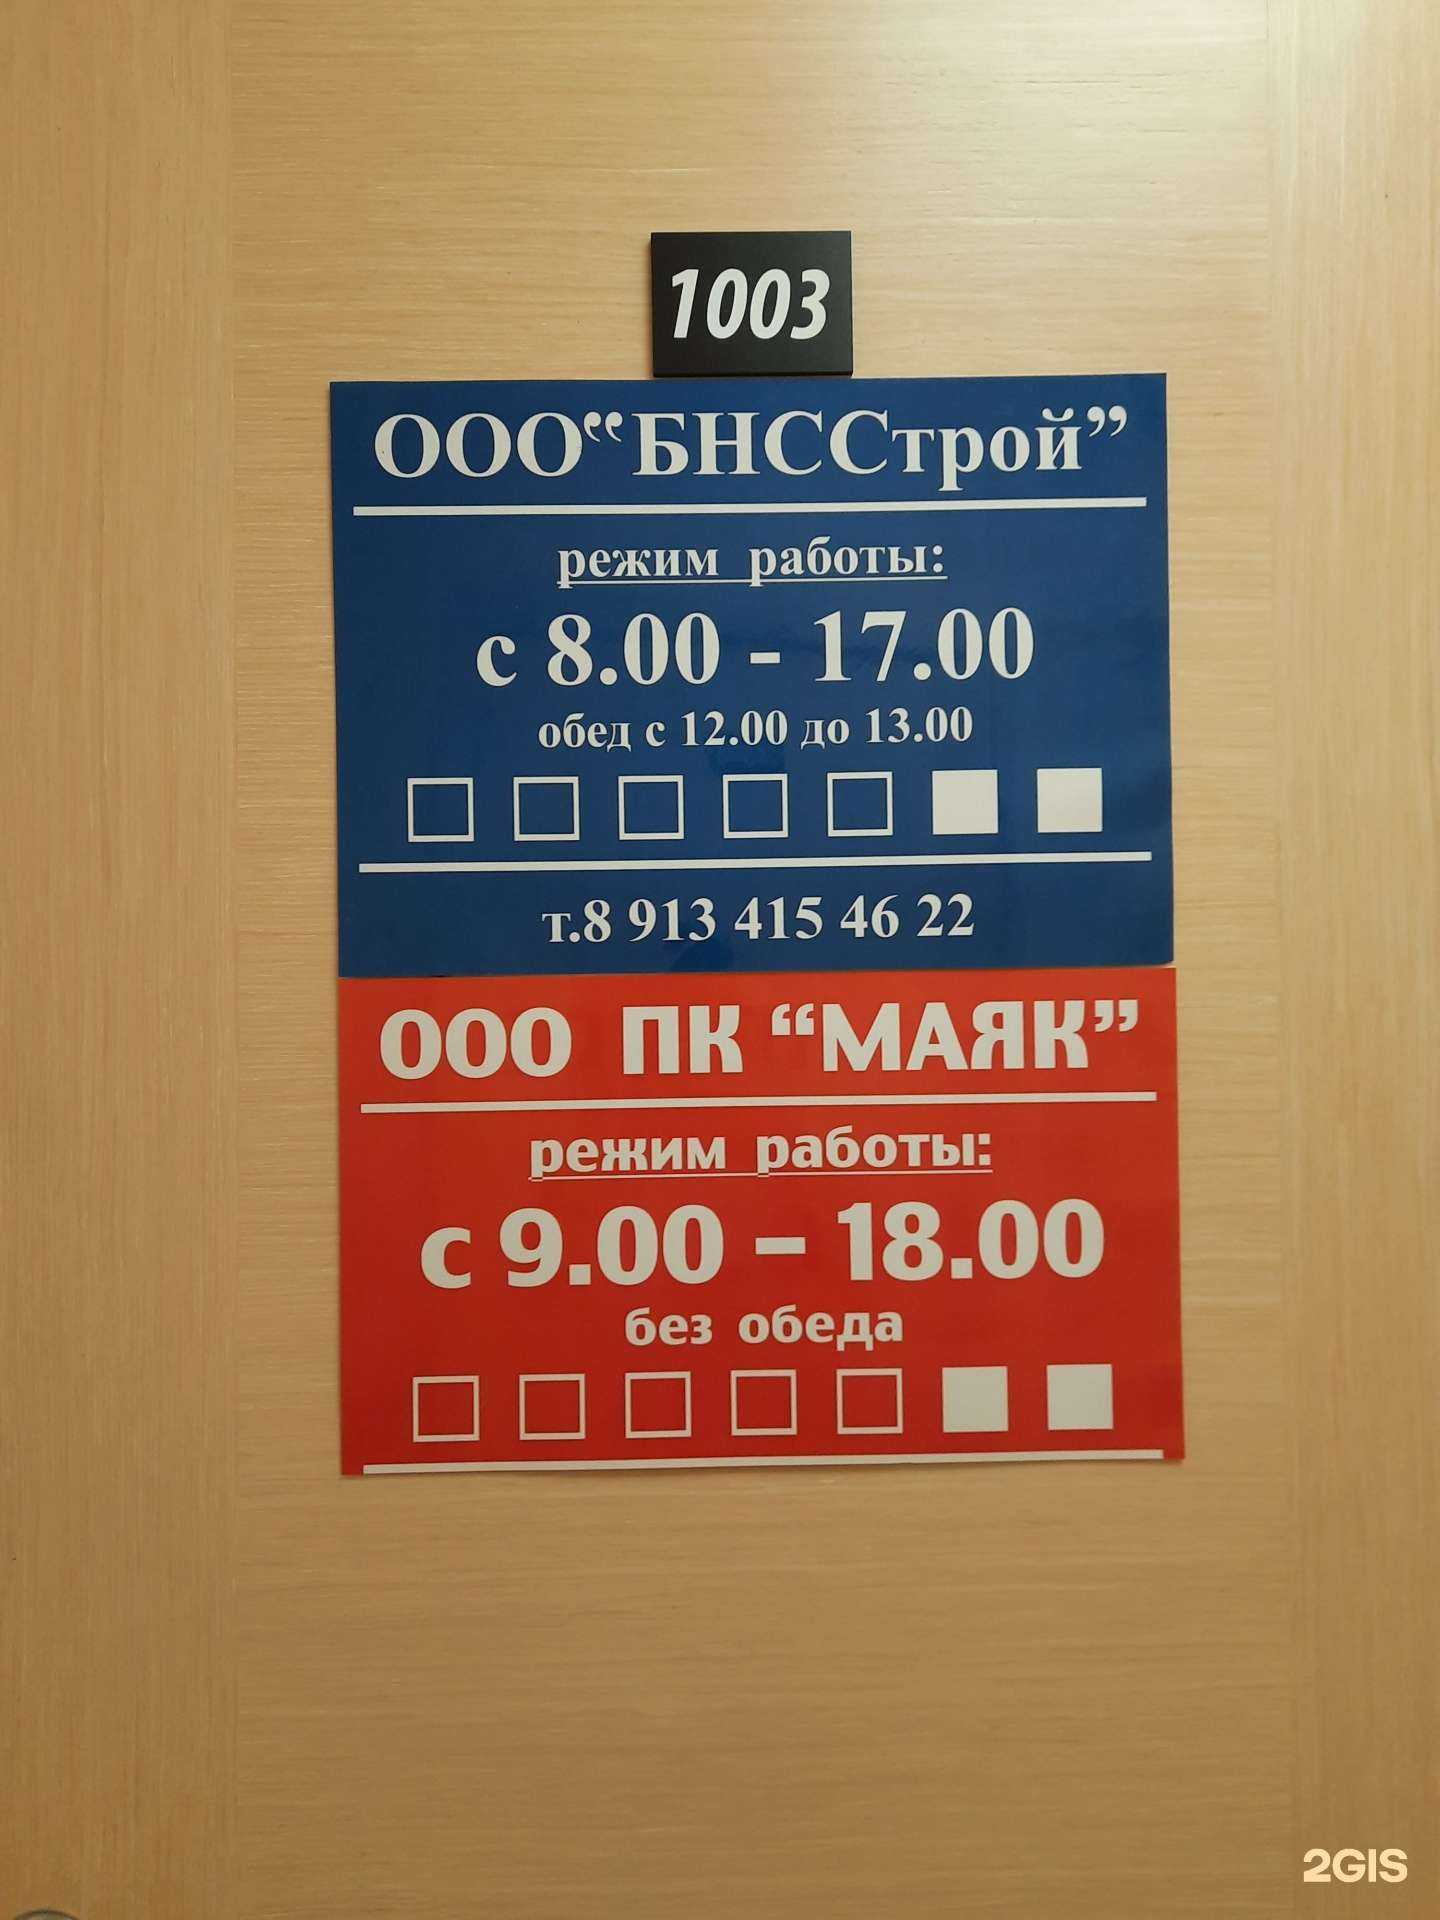 1003
ООО“БНССтрой”
режим работы:
с 8.00 - 17.00
обед с 12.00 до 13.00
т.8 913 415 46 22
ООО ПК “МАЯК”
режим работы:
с 9.00 - 18.00
без обеда
2GIS